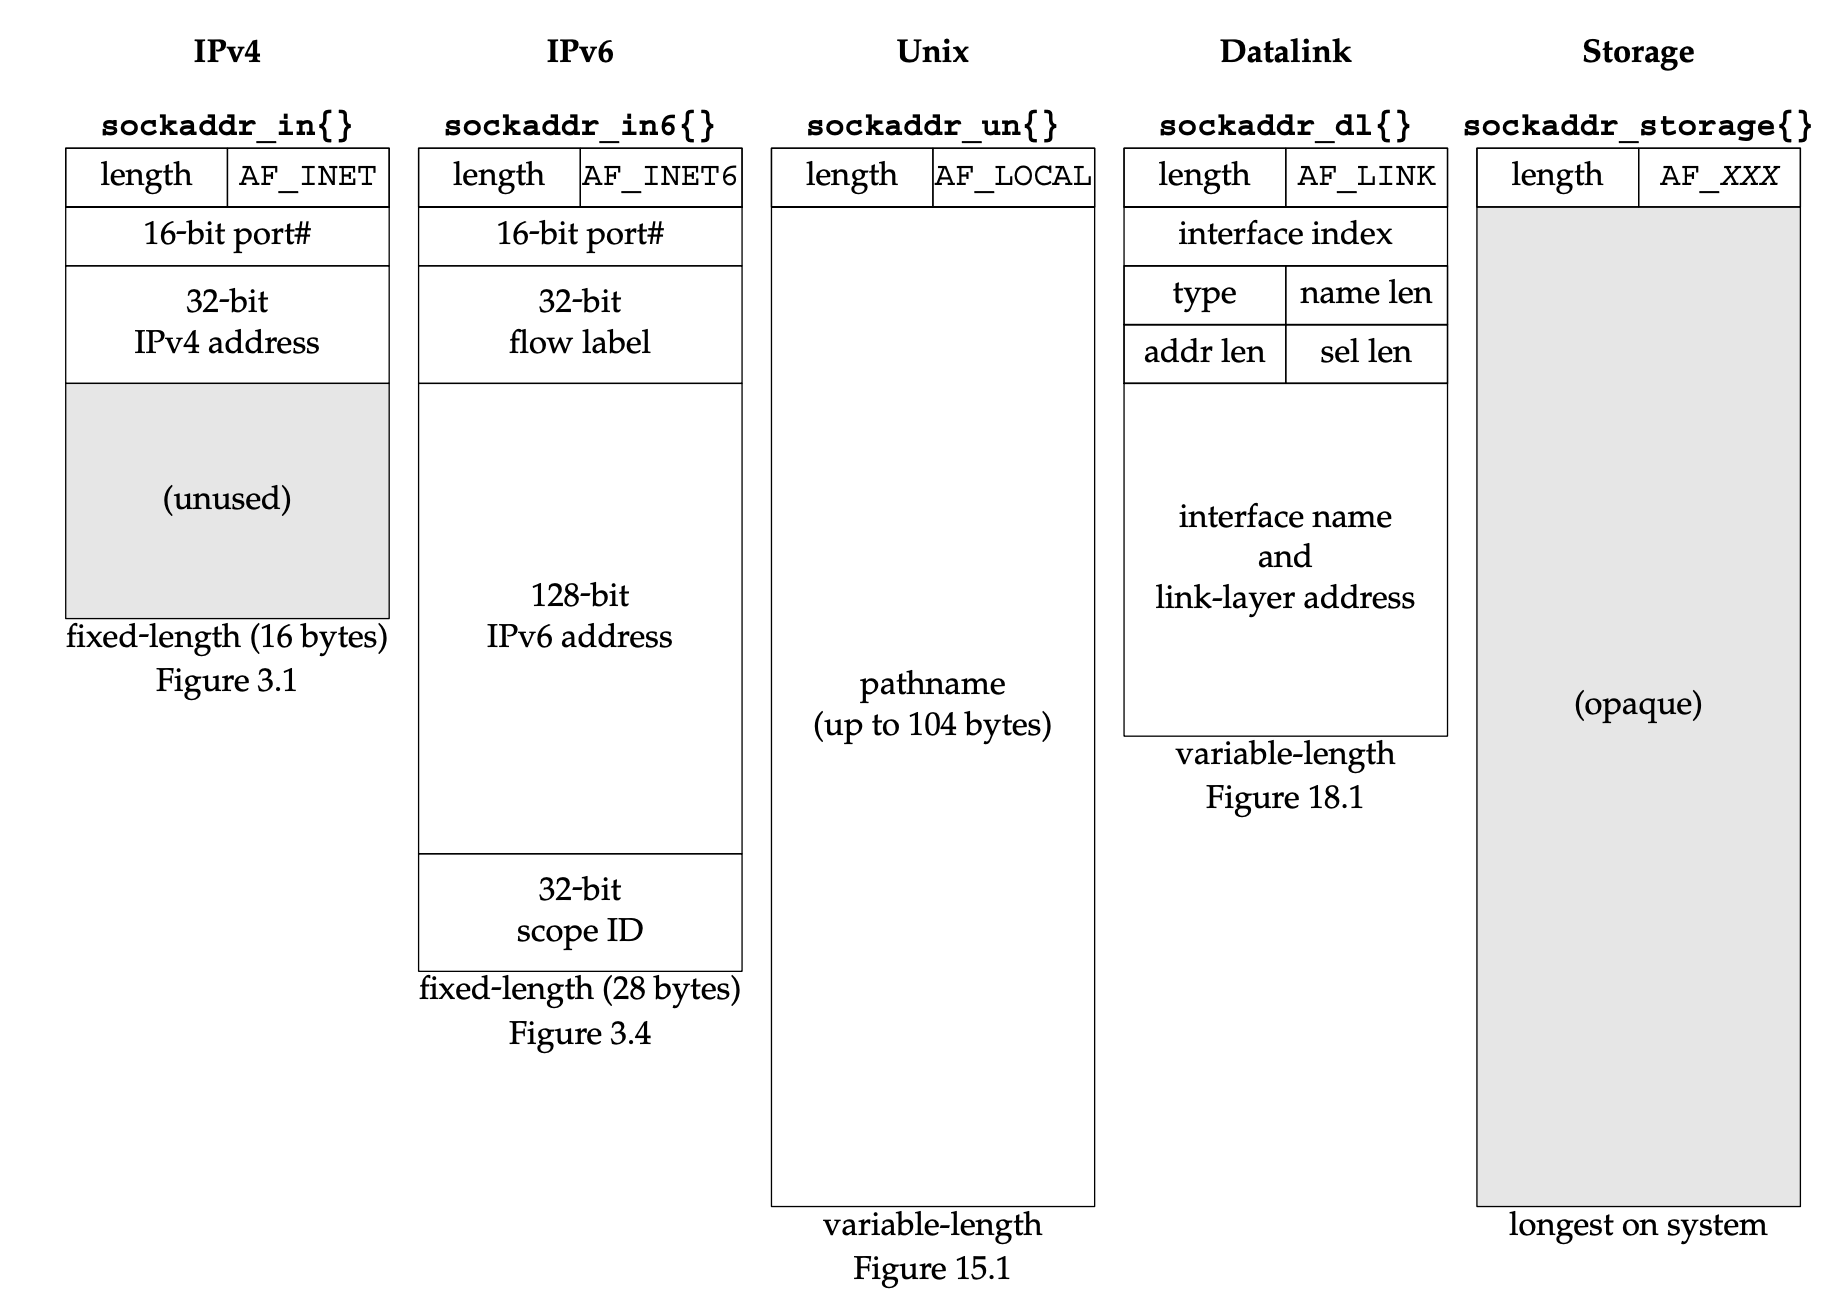 IPv4
sockaddr_in{}
length AF_INET
16-bit port#
32-bit
IPv4 address
(unused)
fixed-length (16 bytes)
Figure 3.1
IPv6
sockaddr_in6{}
length AF_INET6
16-bit port#
32-bit
flow label
128-bit
IPv6 address
32-bit
scope ID
fixed-length (28 bytes)
Figure 3.4
Unix
sockaddr_un{}
length AF_LOCAL
pathname
(up to 104 bytes)
variable-length
Figure 15.1
Datalink
sockaddr_dl{}
length AF_LINK
interface index
type name len
addr len sel len
interface name
and
link-layer address
variable-length
Figure 18.1
Storage
sockaddr_storage{}
length AF_XXX
(opaque)
longest on system